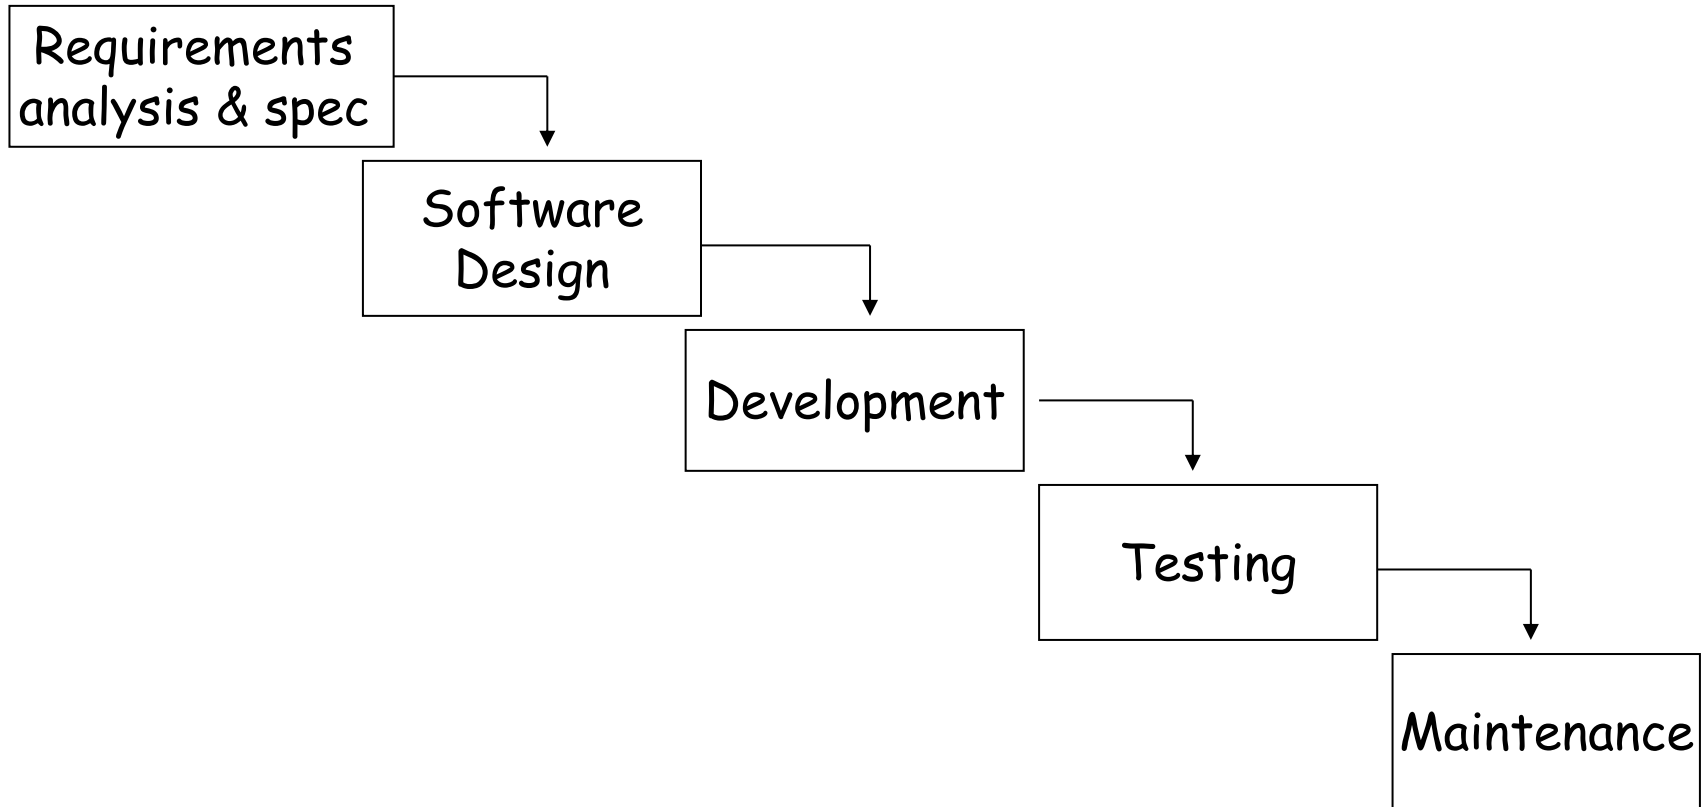 Requirements
analysis & spec
Software
Design
Development
Testing
Maintenance